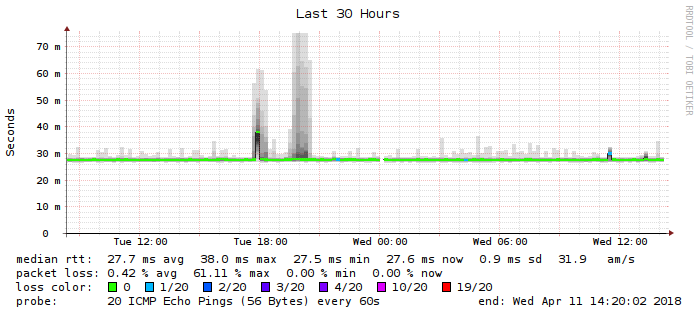 Last 30 Hours
RRDTOOL / TOBI OETIKER
Seconds
70 m
60 m
50 m
40 m
30 m
20 m
10 m
0
Tue 12:00 Tue 18:00 Wed 00:00 Wed 06:00 Wed 12:00
median rtt: 27.7 ms avg 38.0 ms max 27.5 ms min 27.6 ms now 0.9 ms sd 31.9 am/s
packet loss: 0.42 % avg 61.11 % max 0.00 % min 0.00 % now
loss color: 0 1/20 2/20 3/20 4/20 10/20 19/20
probe: 20 ICMP Echo Pings (56 Bytes) every 60s end: Wed Apr 11 14:20:02 2018